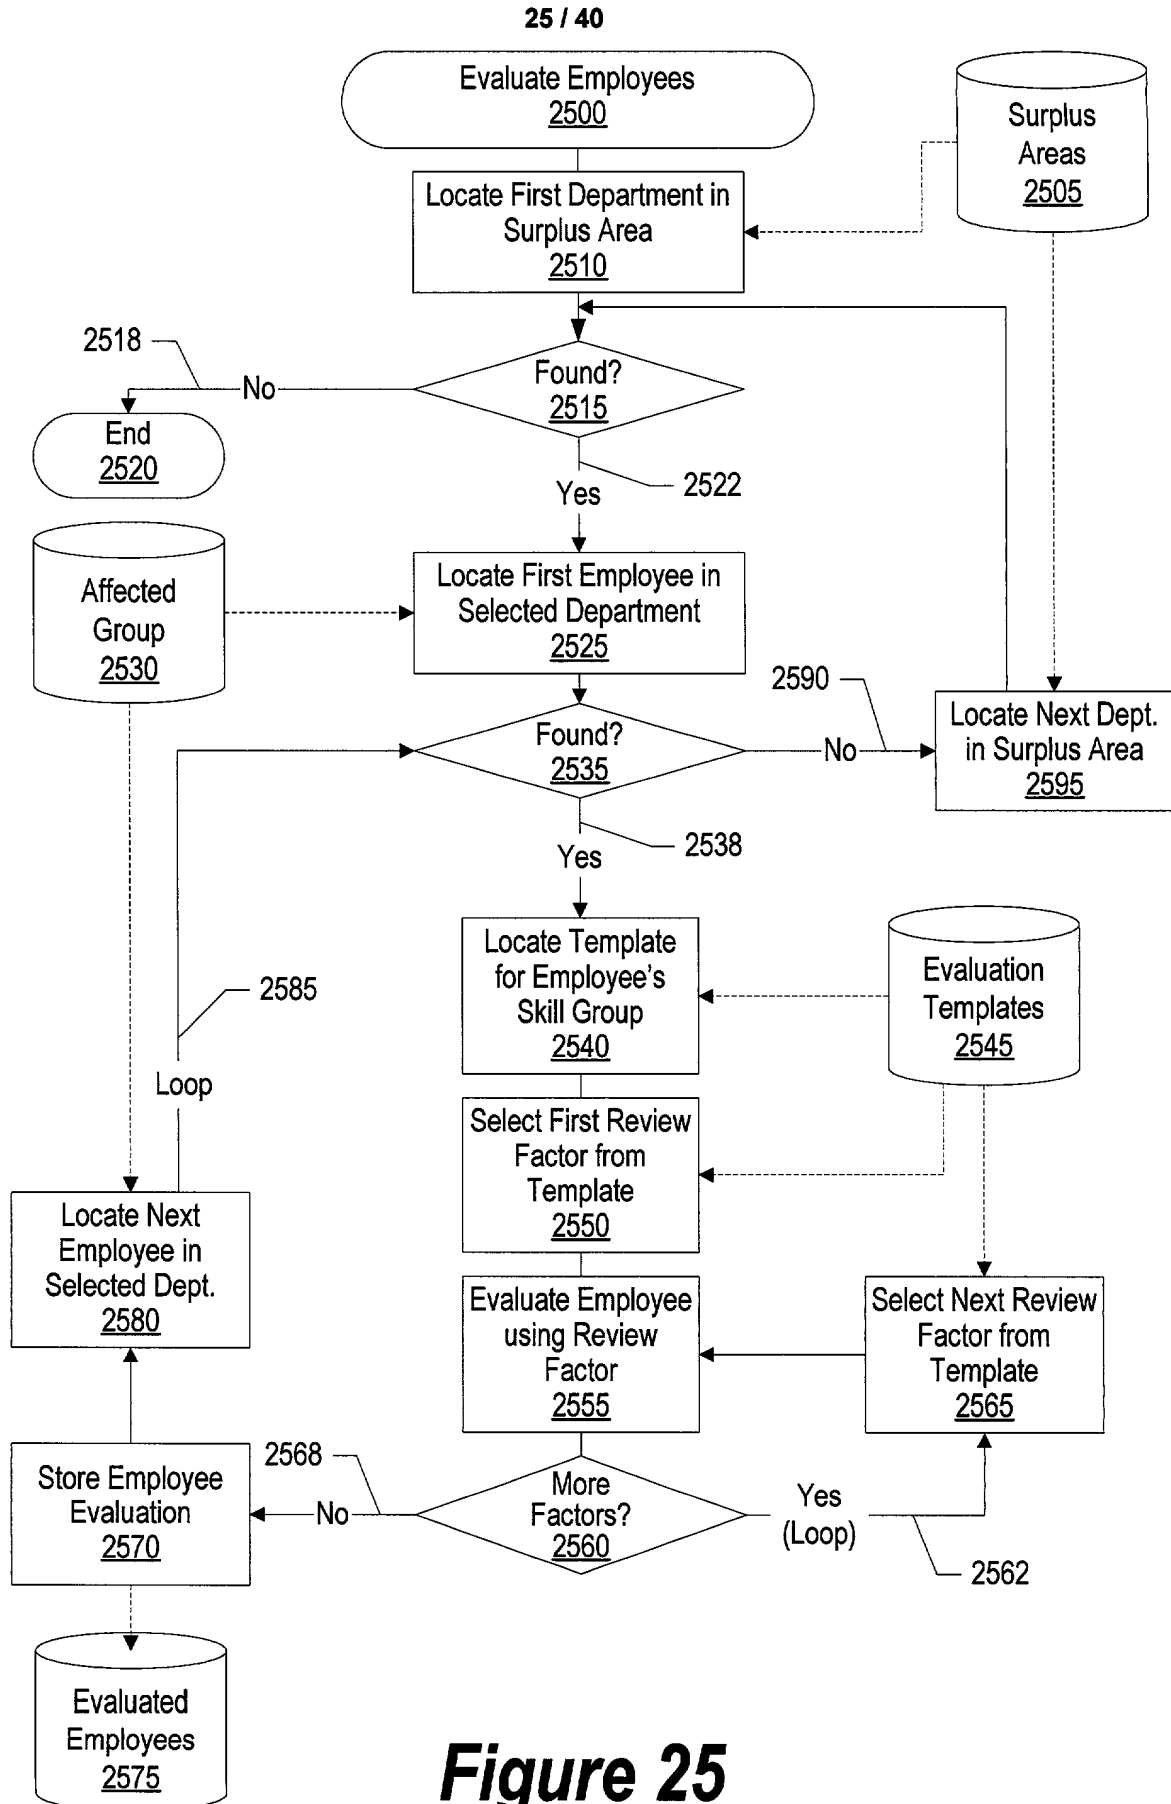 25 / 40
Evaluate Employees
2500
Surplus
Areas
2505
Locate First Department in
Surplus Area
2510
2518
No
Found?
2515
End
2520
2522
Yes
Affected
Group
2530
Locate First Employee in
Selected Department
2525
2590
Found?
2535
No
Locate Next Dept.
in Surplus Area
2595
2538
Yes
Locate Template
for Employee's
Skill Group
2540
Evaluation
Templates
2545
2585
Loop
Select First Review
Factor from
Template
2550
Locate Next
Employee in
Selected Dept.
2580
Evaluate Employee
using Review
Factor
2555
Select Next Review
Factor from
Template
2565
Store Employee
Evaluation
2570
2568
No
More
Factors?
2560
Yes
(Loop)
2562
Evaluated
Employees
2575
Figure 25